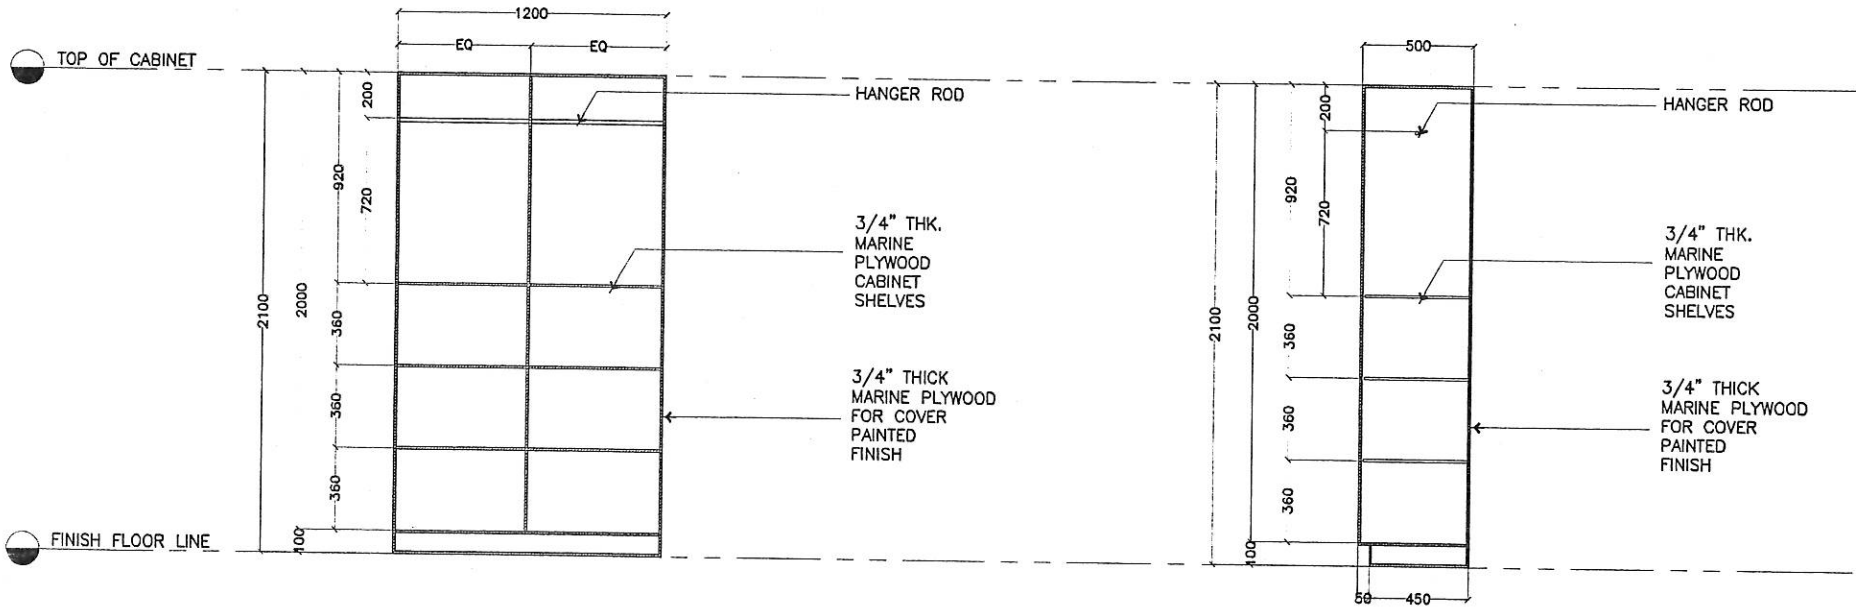 1200
EQ
EQ
TOP OF CABINET
200
HANGER ROD
920
720
3/4" THK.
MARINE
PLYWOOD
CABINET
SHELVES
2100
2000
360
360
3/4" THICK
MARINE PLYWOOD
FOR COVER
PAINTED
FINISH
360
100
FINISH FLOOR LINE
500
200
HANGER ROD
920
720
3/4" THK.
MARINE
PLYWOOD
CABINET
SHELVES
2100
2000
360
360
3/4" THICK
MARINE PLYWOOD
FOR COVER
PAINTED
FINISH
360
100
50
450